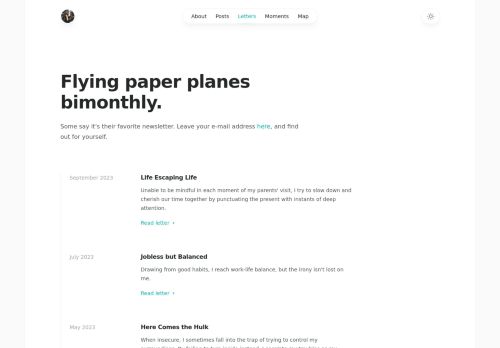 About Posts Letters Moments Map
Flying paper planes
bimonthly.
Some say it's their favorite newsletter. Leave your e-mail address here, and find
out for yourself.
September 2023
Life Escaping Life
Unable to be mindful in each moment of my parents' visit, I try to slow down and
cherish our time together by punctuating the present with instants of deep
attention.
Read letter
July 2023
Jobless but Balanced
Drawing from good habits, I reach work-life balance, but the irony isn't lost on
me.
Read letter
May 2023
Here Comes the Hulk
When insecure, I sometimes fall into the trap of trying to control my